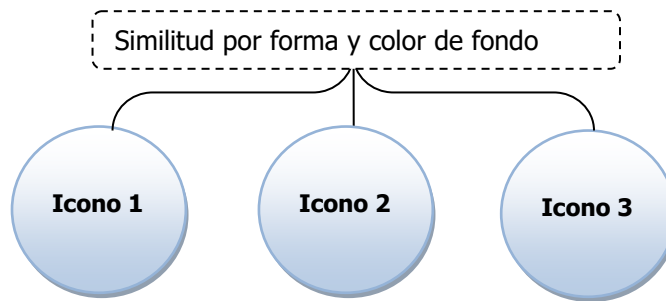 Similitud por forma y color de fondo
Icono 1
Icono 2
Icono 3